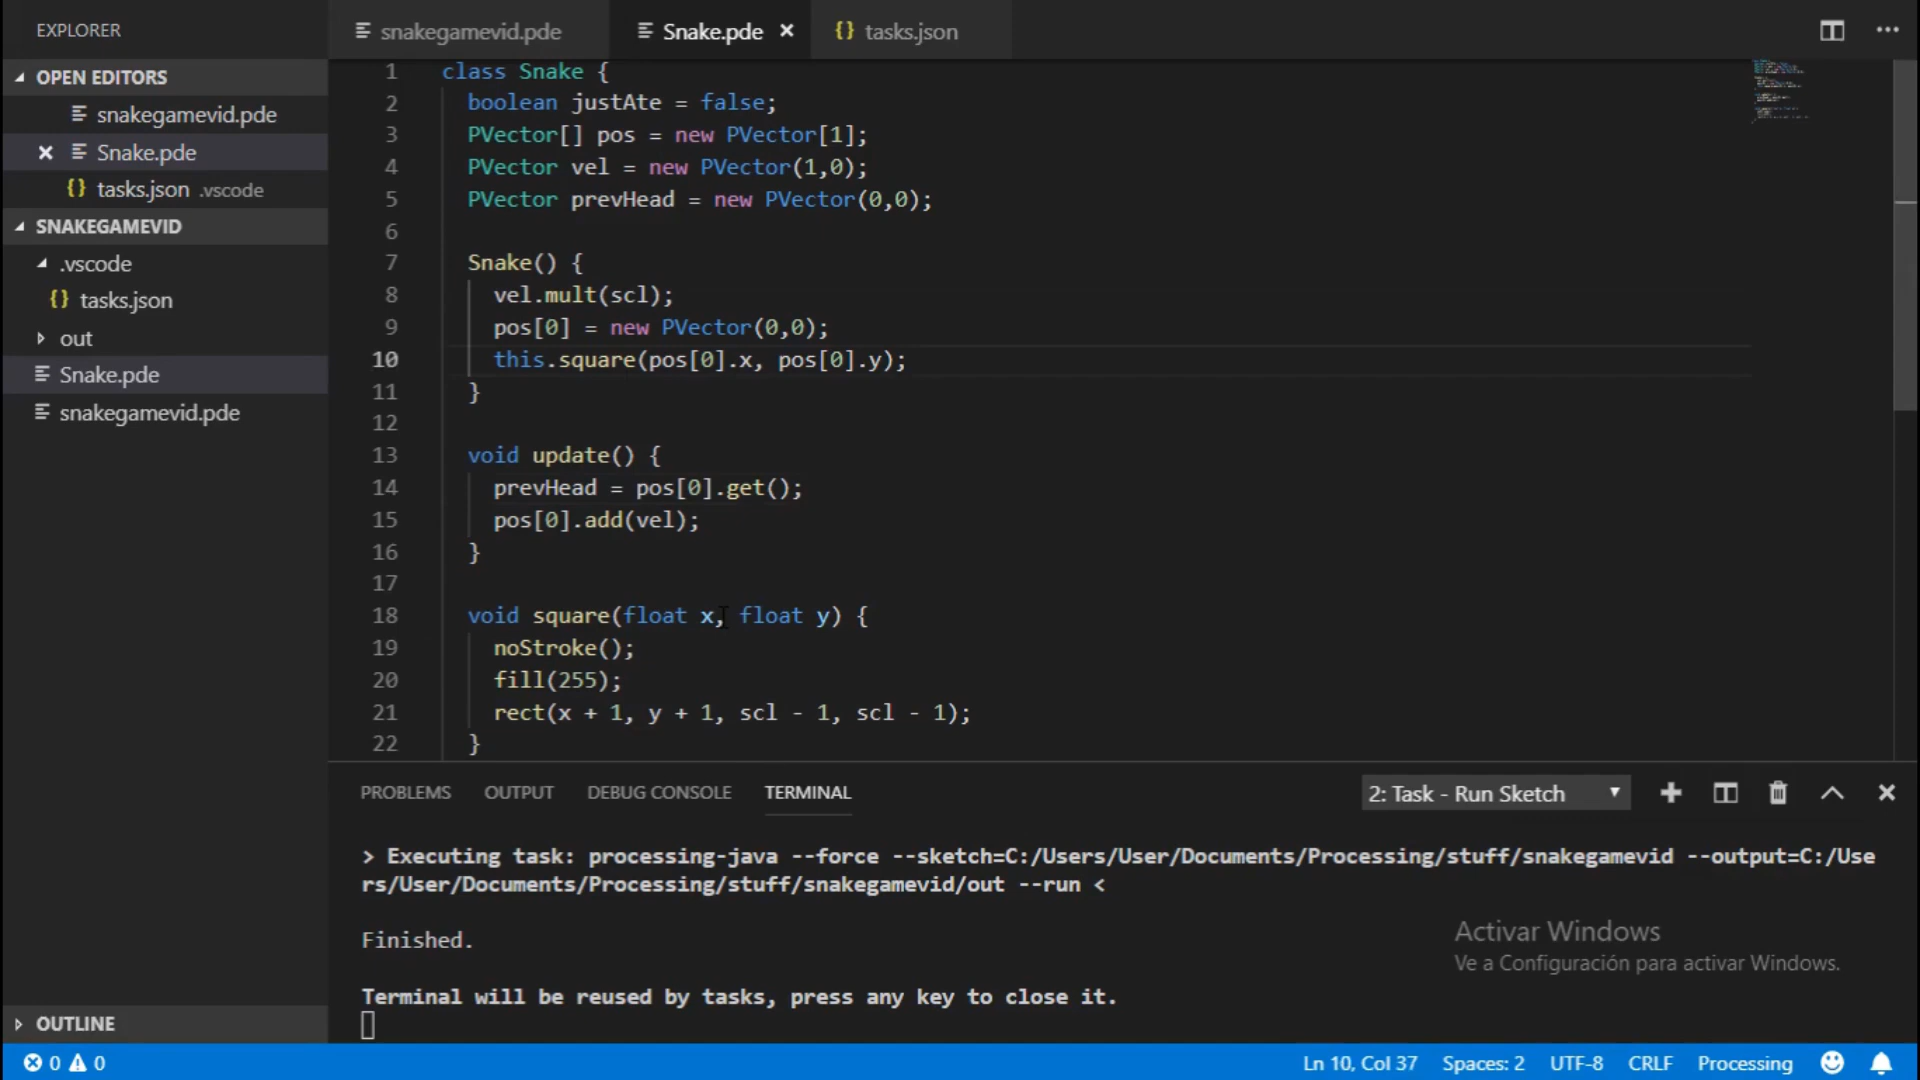 EXPLORER
OPEN EDITORS
snakegamevid.pde
Snake.pde
tasks.json .vscode
SNAKEGAMEVID
.vscode
tasks.json
out
Snake.pde
snakegamevid.pde
OUTLINE
snakegamevid.pde Snake.pde tasks.json
1 class Snake {
2 boolean justAte = false;
3 PVector[] pos = new PVector[1];
4 PVector vel = new PVector(1,0);
5 PVector prevHead = new PVector(0,0);
6
7 Snake() {
8 vel.mult(scl);
9 pos[0] = new PVector(0,0);
10 this.square(pos[0].x, pos[0].y);
11 }
12
13 void update() {
14 prevHead = pos[0].get();
15 pos[0].add(vel);
16 }
17
18 void square(float x, float y) {
19 noStroke();
20 fill(255);
21 rect(x + 1, y + 1, scl - 1, scl - 1);
22 }
PROBLEMS OUTPUT DEBUG CONSOLE TERMINAL 2: Task - Run Sketch
> Executing task: processing-java --force --sketch=C:/Users/User/Documents/Processing/stuff/snakegamevid --output=C:/Use
rs/User/Documents/Processing/stuff/snakegamevid/out --run <
Finished.
Terminal will be reused by tasks, press any key to close it.
Activar Windows
Ve a Configuración para activar Windows.
0 0 Ln 10, Col 37 Spaces: 2 UTF-8 CRLF Processing